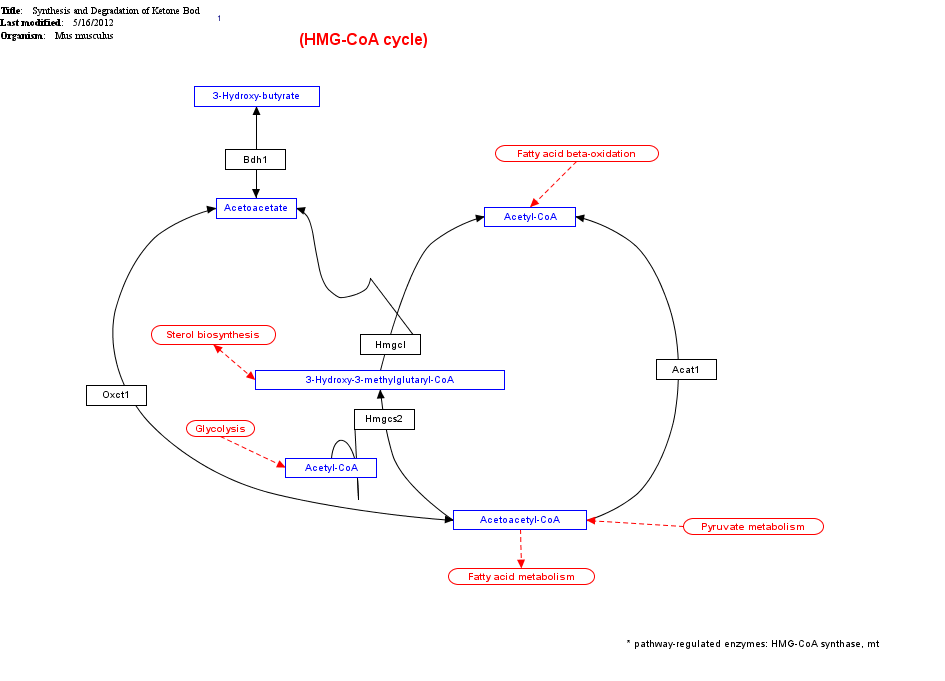 Title: Synthesis and Degradation of Ketone Bod
1
Last modified: 5/16/2012
Organism: Mus musculus
(HMG-CoA cycle)
3-Hydroxy-butyrate
Bdh1
Fatty acid beta-oxidation
Acetoacetate
Acetyl-CoA
Sterol biosynthesis
Hmgcl
Acat1
3-Hydroxy-3-methylglutaryl-CoA
Oxct1
Hmgcs2
Glycolysis
Acetyl-CoA
Acetoacetyl-CoA
Pyruvate metabolism
Fatty acid metabolism
* pathway-regulated enzymes: HMG-CoA synthase, mt